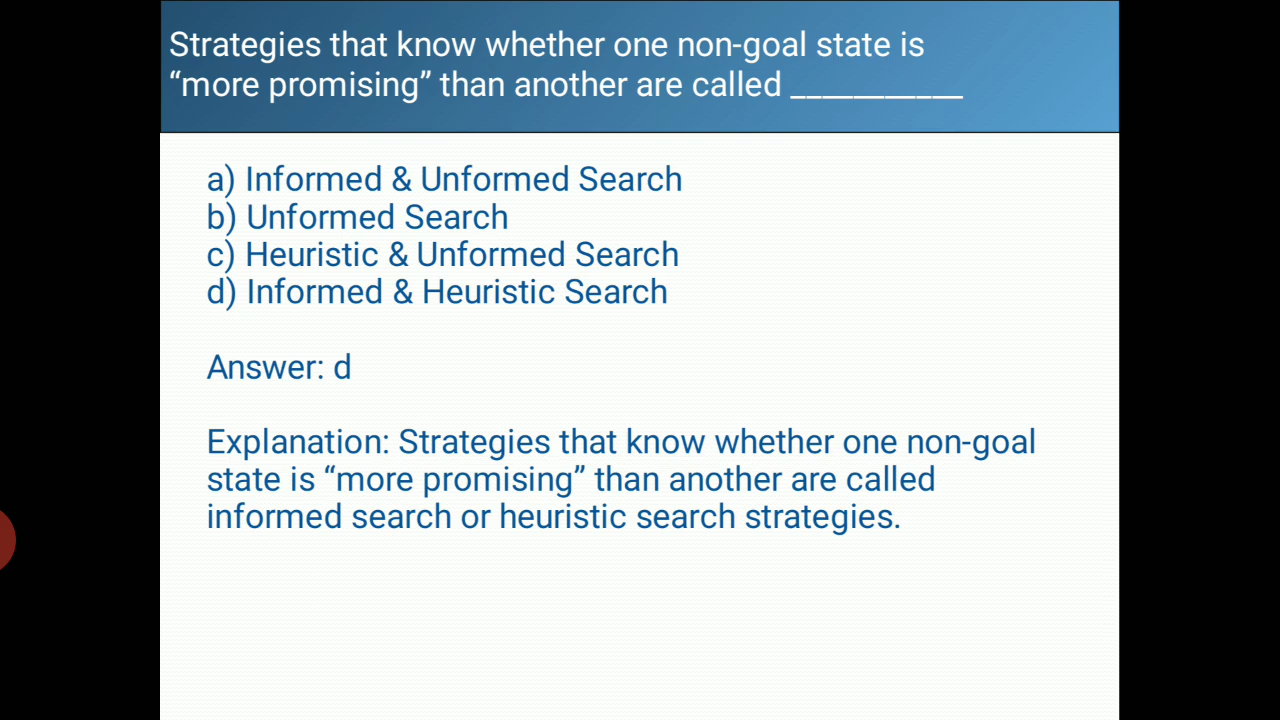 Strategies that know whether one non-goal state is
“more promising” than another are called ___________
a) Informed & Unformed Search
b) Unformed Search
c) Heuristic & Unformed Search
d) Informed & Heuristic Search
Answer: d
Explanation: Strategies that know whether one non-goal
state is “more promising” than another are called
informed search or heuristic search strategies.